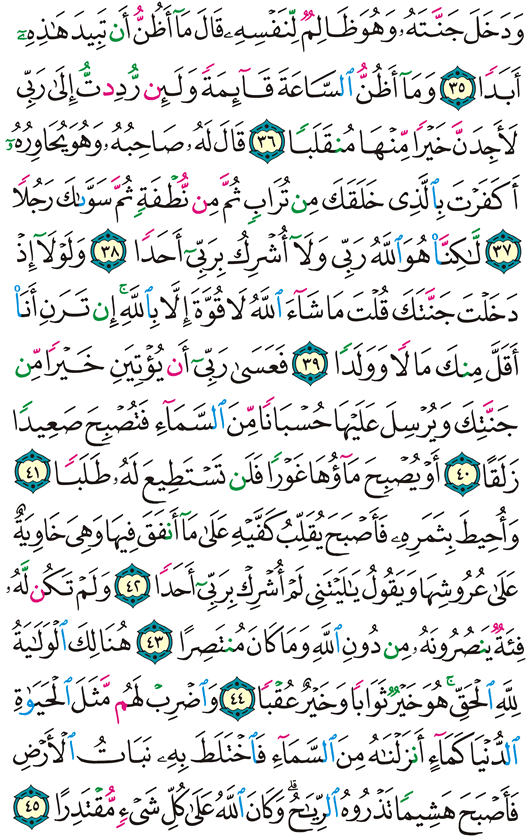 وَدَخَلَ جَنَّتَهُۥ وَهُوَ ظَالِمٌ لِّنَفْسِهِۦ قَالَ مَآ أَظُنُّ أَن تَبِيدَ هَٰذِهِۦٓ
أَبَدًا ٣٥ وَمَآ أَظُنُّ ٱلسَّاعَةَ قَآئِمَةً وَلَئِن رُّدِدتُّ إِلَىٰ رَبِّى
لَأَجِدَنَّ خَيْرًا مِّنْهَا مُنقَلَبًا ٣٦ قَالَ لَهُۥ صَاحِبُهُۥ وَهُوَ يُحَاوِرُهُۥٓ
أَكَفَرْتَ بِٱلَّذِى خَلَقَكَ مِن تُرَابٍ ثُمَّ مِن نُّطْفَةٍ ثُمَّ سَوَّىٰكَ رَجُلًا
٣٧ لَّٰكِنَّا۠ هُوَ ٱللَّهُ رَبِّى وَلَآ أُشْرِكُ بِرَبِّىٓ أَحَدًا ٣٨ وَلَوْلَآ إِذْ
دَخَلْتَ جَنَّتَكَ قُلْتَ مَا شَآءَ ٱللَّهُ لَا قُوَّةَ إِلَّا بِٱللَّهِ ۚ إِن تَرَنِ أَنَا۠
أَقَلَّ مِنكَ مَالًا وَوَلَدًا ٣٩ فَعَسَىٰ رَبِّىٓ أَن يُؤْتِيَنِ خَيْرًا مِّن
جَنَّتِكَ وَيُرْسِلَ عَلَيْهَا حُسْبَانًا مِّنَ ٱلسَّمَآءِ فَتُصْبِحَ صَعِيدًا
زَلَقًا ٤٠ أَوْ يُصْبِحَ مَآؤُهَا غَوْرًا فَلَن تَسْتَطِيعَ لَهُۥ طَلَبًا ٤١
وَأُحِيطَ بِثَمَرِهِۦ فَأَصْبَحَ يُقَلِّبُ كَفَّيْهِ عَلَىٰ مَآ أَنفَقَ فِيهَا وَهِىَ خَاوِيَةٌ
عَلَىٰ عُرُوشِهَا وَيَقُولُ يَٰلَيْتَنِى لَمْ أُشْرِكْ بِرَبِّىٓ أَحَدًا ٤٢ وَلَمْ تَكُن لَّهُۥ
فِئَةٌ يَنصُرُونَهُۥ مِن دُونِ ٱللَّهِ وَمَا كَانَ مُنتَصِرًا ٤٣ هُنَالِكَ ٱلْوَلَٰيَةُ
لِلَّهِ ٱلْحَقِّ ۚ هُوَ خَيْرٌ ثَوَابًا وَخَيْرٌ عُقْبًا ٤٤ وَٱضْرِبْ لَهُم مَّثَلَ ٱلْحَيَوٰةِ
ٱلدُّنْيَا كَمَآءٍ أَنزَلْنَٰهُ مِنَ ٱلسَّمَآءِ فَٱخْتَلَطَ بِهِۦ نَبَاتُ ٱلْأَرْضِ
فَأَصْبَحَ هَشِيمًا تَذْرُوهُ ٱلرِّيَٰحُ ۗ وَكَانَ ٱللَّهُ عَلَىٰ كُلِّ شَىْءٍ مُّقْتَدِرًا ٤٥